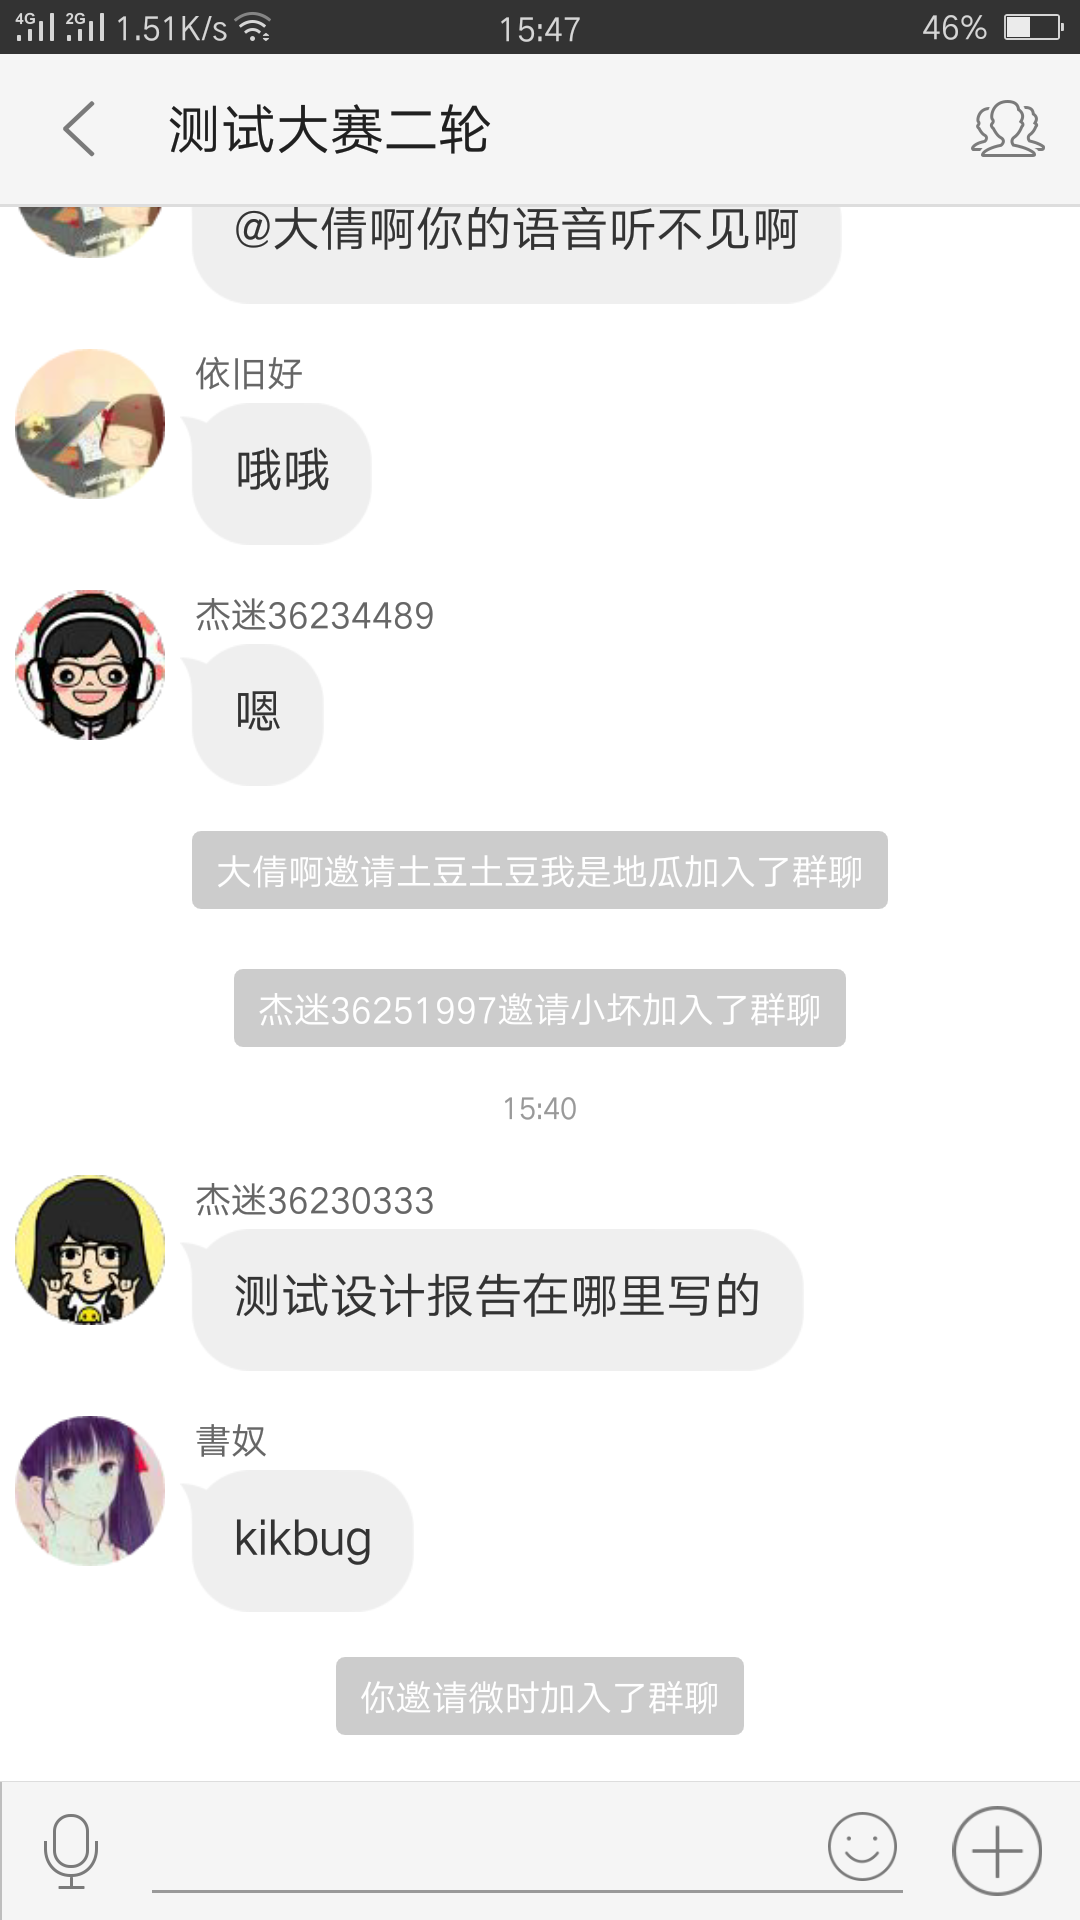 4G 2G 1.51K/s 15:47 46%
测试大赛二轮
@大倩啊你的语音听不见啊
依旧好
哦哦
杰迷36234489
嗯
大倩啊邀请土豆土豆我是地瓜加入了群聊
杰迷36251997邀请小坏加入了群聊
15:40
杰迷36230333
测试设计报告在哪里写的
書奴
kikbug
你邀请微时加入了群聊